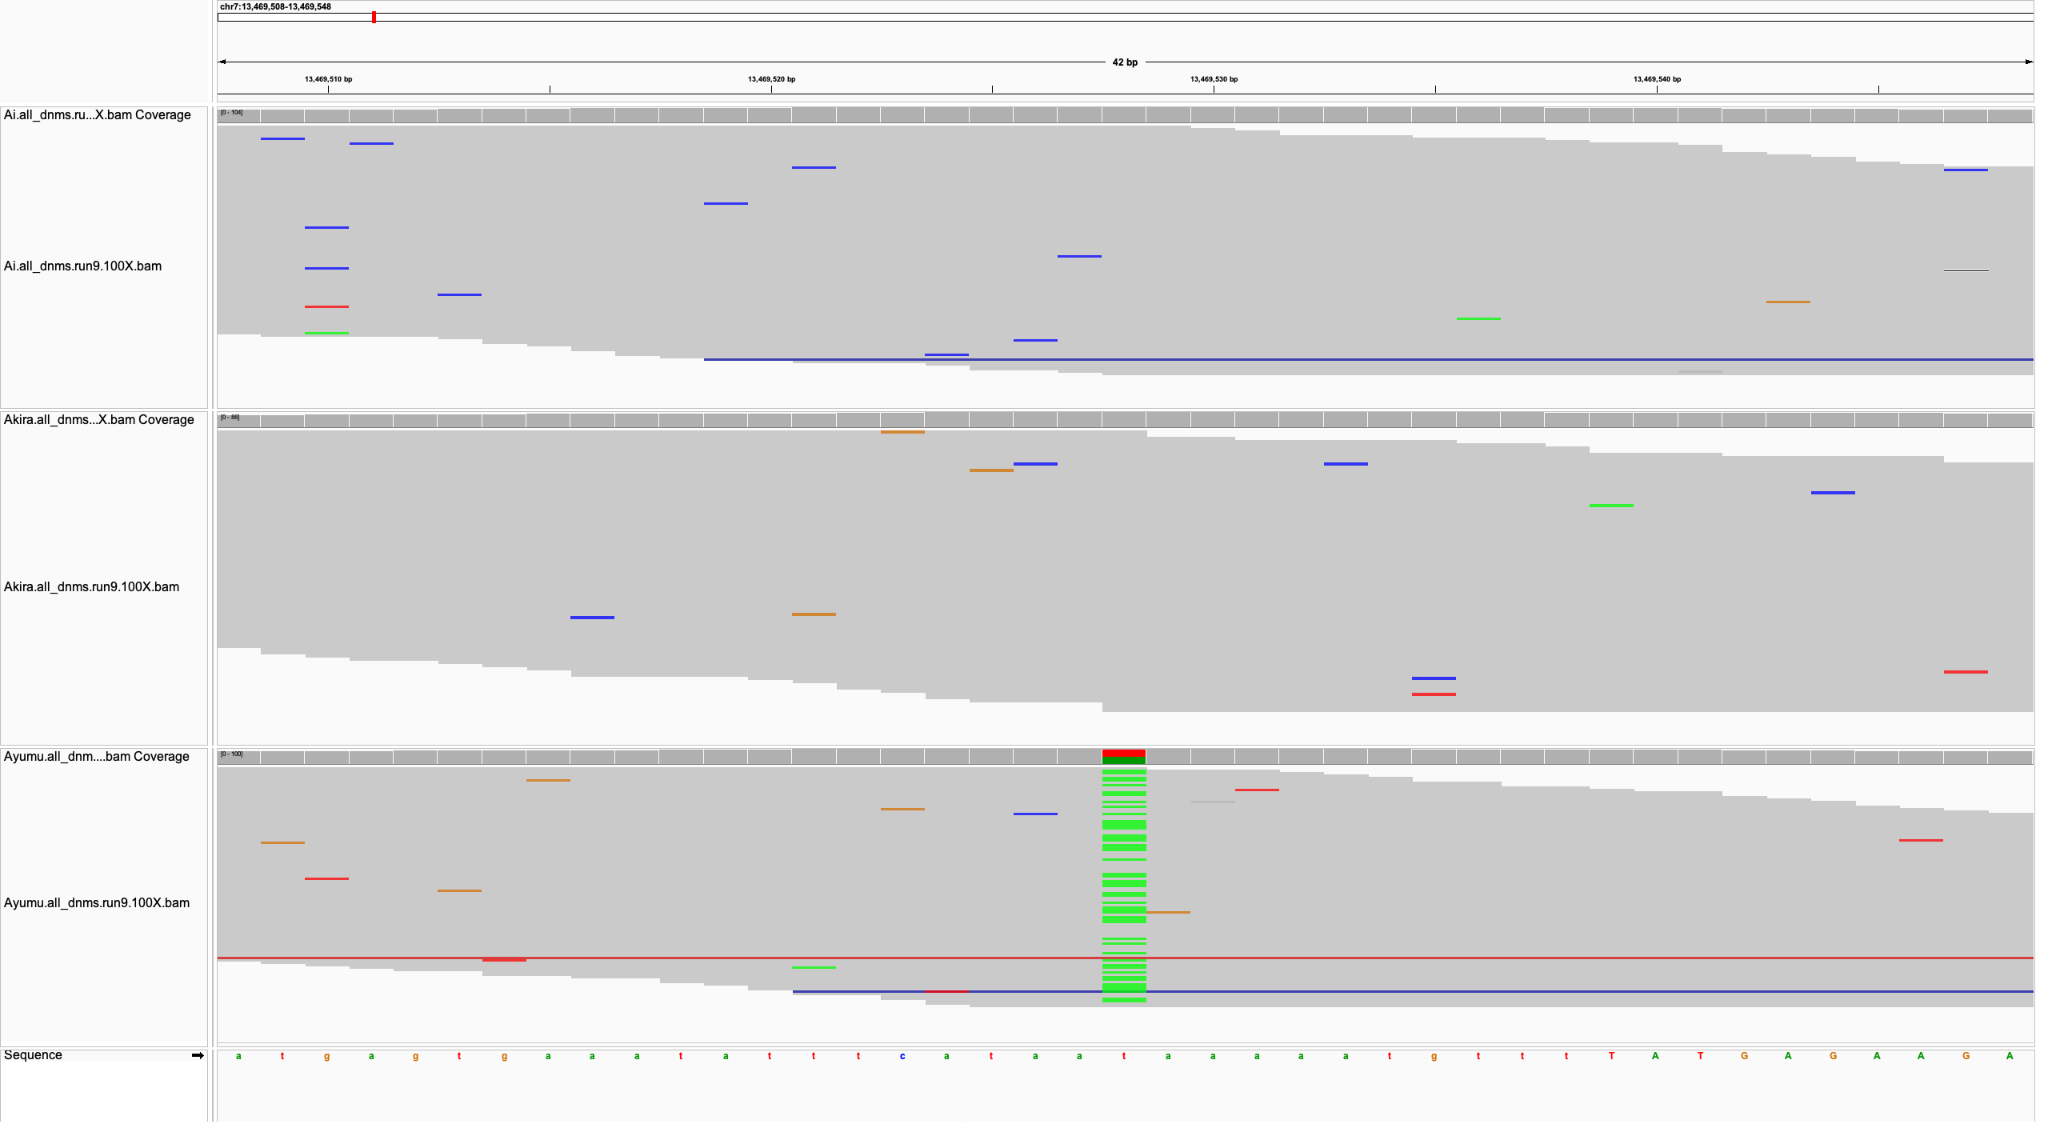 chr7:13,469,508-13,469,548
42 bp
13,469,510 bp 13,469,520 bp 13,469,530 bp 13,469,540 bp
Ai.all_dnms.ru...X.bam Coverage [0 - 104]
Ai.all_dnms.run9.100X.bam
Akira.all_dnms...X.bam Coverage [0 - 88]
Akira.all_dnms.run9.100X.bam
Ayumu.all_dnm....bam Coverage [0 - 100]
Ayumu.all_dnms.run9.100X.bam
Sequence a t g a g t g a a a t a t t t c a t a a t a a a a a t g t t t T A T G A G A A G A